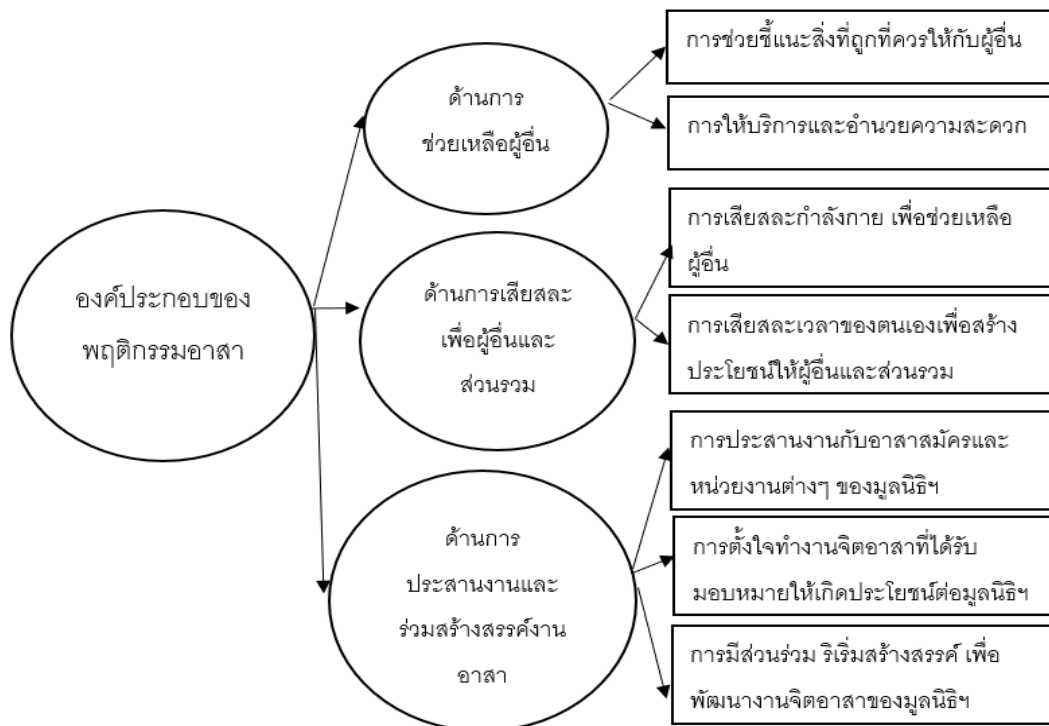 องค์ประกอบของ
พฤติกรรมอาสา
ด้านการ
ช่วยเหลือผู้อื่น
การช่วยชี้แนะสิ่งที่ถูกที่ควรให้กับผู้อื่น
การให้บริการและอำนวยความสะดวก
ด้านการเสียสละ
เพื่อผู้อื่นและ
ส่วนรวม
การเสียสละกำลังกาย เพื่อช่วยเหลือ
ผู้อื่น
การเสียสละเวลาของตนเองเพื่อสร้าง
ประโยชน์ให้ผู้อื่นและส่วนรวม
ด้านการ
ประสานงานและ
ร่วมสร้างสรรค์งาน
อาสา
การประสานงานกับอาสาสมัครและ
หน่วยงานต่างๆ ของมูลนิธิฯ
การตั้งใจทำงานจิตอาสาที่ได้รับ
มอบหมายให้เกิดประโยชน์ต่อมูลนิธิฯ
การมีส่วนร่วม ริเริ่มสร้างสรรค์ เพื่อ
พัฒนางานจิตอาสาของมูลนิธิฯ